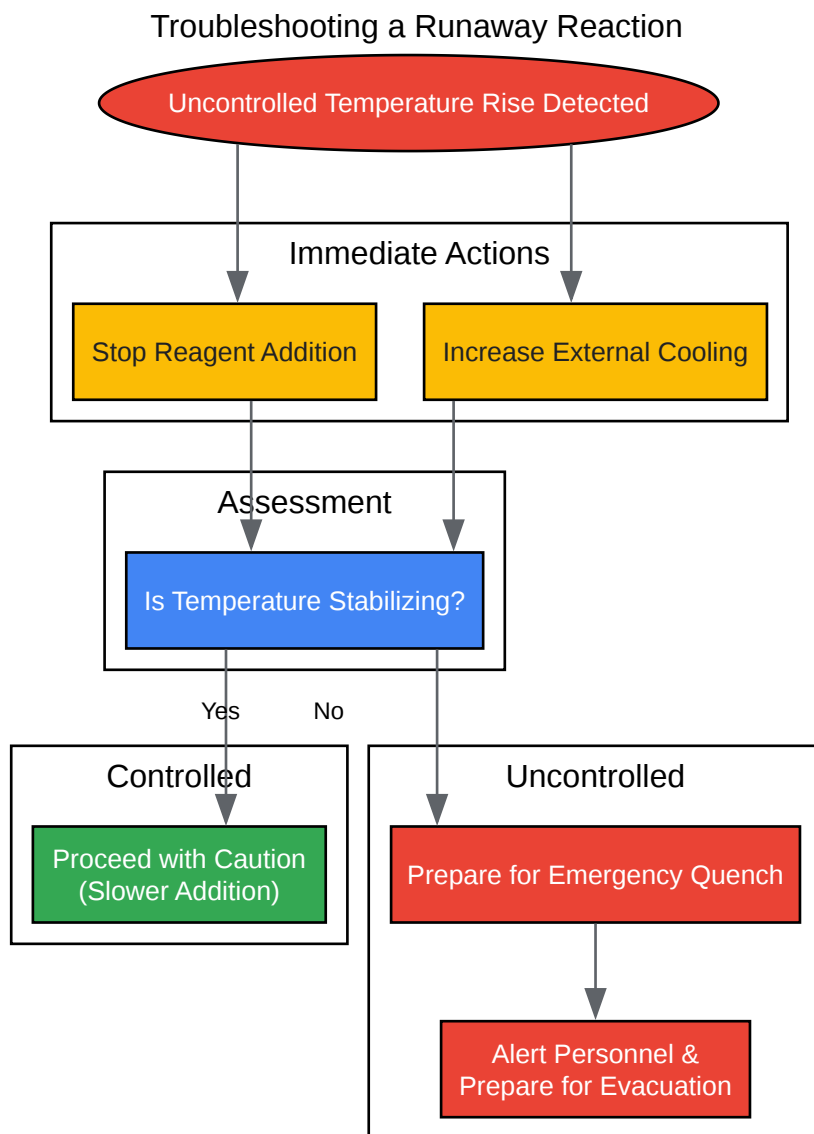 Troubleshooting a Runaway Reaction
Uncontrolled Temperature Rise Detected
Immediate Actions
Stop Reagent Addition
Increase External Cooling
Assessment
Is Temperature Stabilizing?
Yes
No
Controlled
Proceed with Caution
(Slower Addition)
Uncontrolled
Prepare for Emergency Quench
Alert Personnel &
Prepare for Evacuation